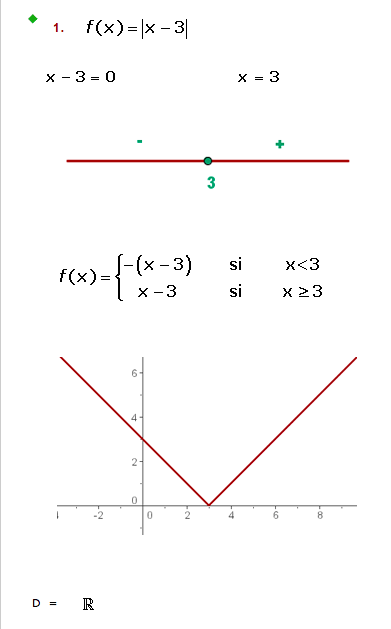 1. f(x)=|x-3|
x-3=0 x=3
- +
3
f(x)={-(x-3) si x<3
x-3 si x≥3
6
4
2
0
-2 0 2 4 6 8
D = ℝ